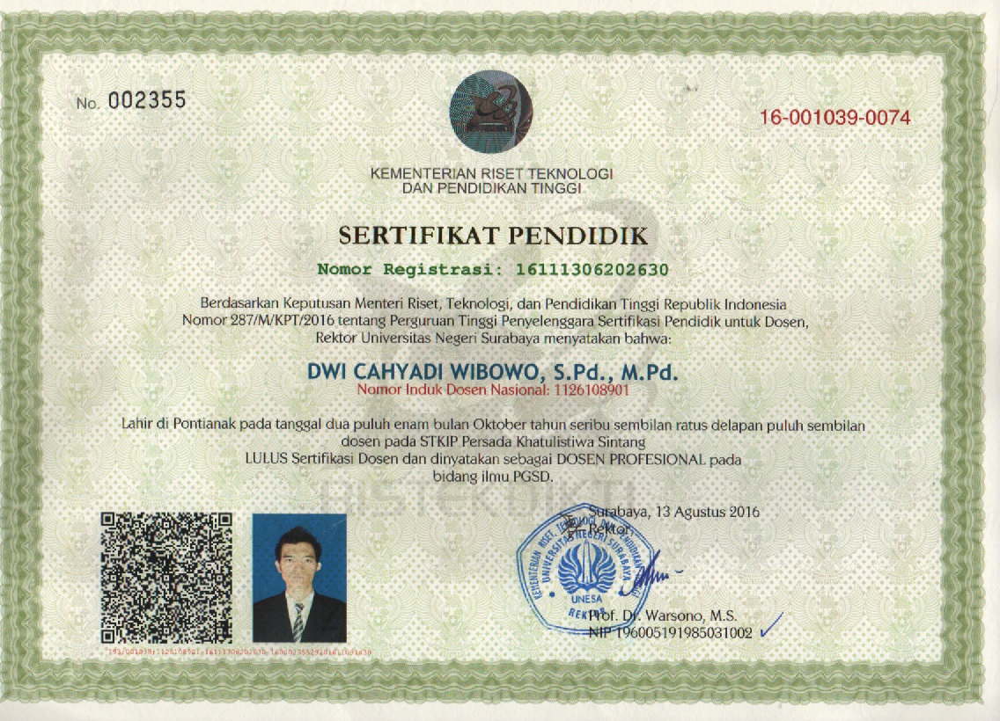 No. 002355
16-001039-0074
KEMENTERIAN RISET TEKNOLOGI
DAN PENDIDIKAN TINGGI
SERTIFIKAT PENDIDIK
Nomor Registrasi: 16111306202630
Berdasarkan Keputusan Menteri Riset, Teknologi, dan Pendidikan Tinggi Republik Indonesia
Nomor 287/M/KPT/2016 tentang Perguruan Tinggi Penyelenggara Sertifikasi Pendidik untuk Dosen,
Rektor Universitas Negeri Surabaya menyatakan bahwa:
DWI CAHYADI WIBOWO, S.Pd., M.Pd.
Nomor Induk Dosen Nasional: 1126108901
Lahir di Pontianak pada tanggal dua puluh enam bulan Oktober tahun seribu sembilan ratus delapan puluh sembilan
dosen pada STKIP Persada Khatulistiwa Sintang
LULUS Sertifikasi Dosen dan dinyatakan sebagai DOSEN PROFESIONAL pada
bidang ilmu PGSD.
RISTEKDIKTI
Surabaya, 13 Agustus 2016
Rektor
KEMENTERIAN RISET, TEKNOLOGI DAN PENDIDIKAN TINGGI
UNIVERSITAS NEGERI SURABAYA
UNESA
REKTOR
Prof. Dr. Warsono, M.S.
NIP 196005191985031002